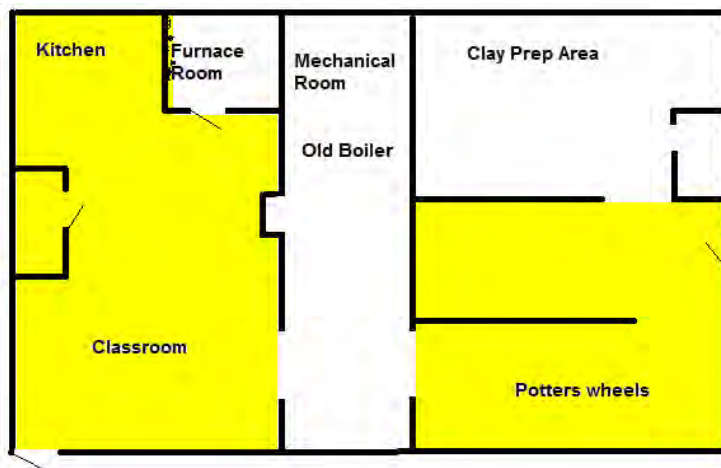 Kitchen
Furnace
Room
Mechanical
Room
Clay Prep Area
Old Boiler
Classroom
Potters wheels